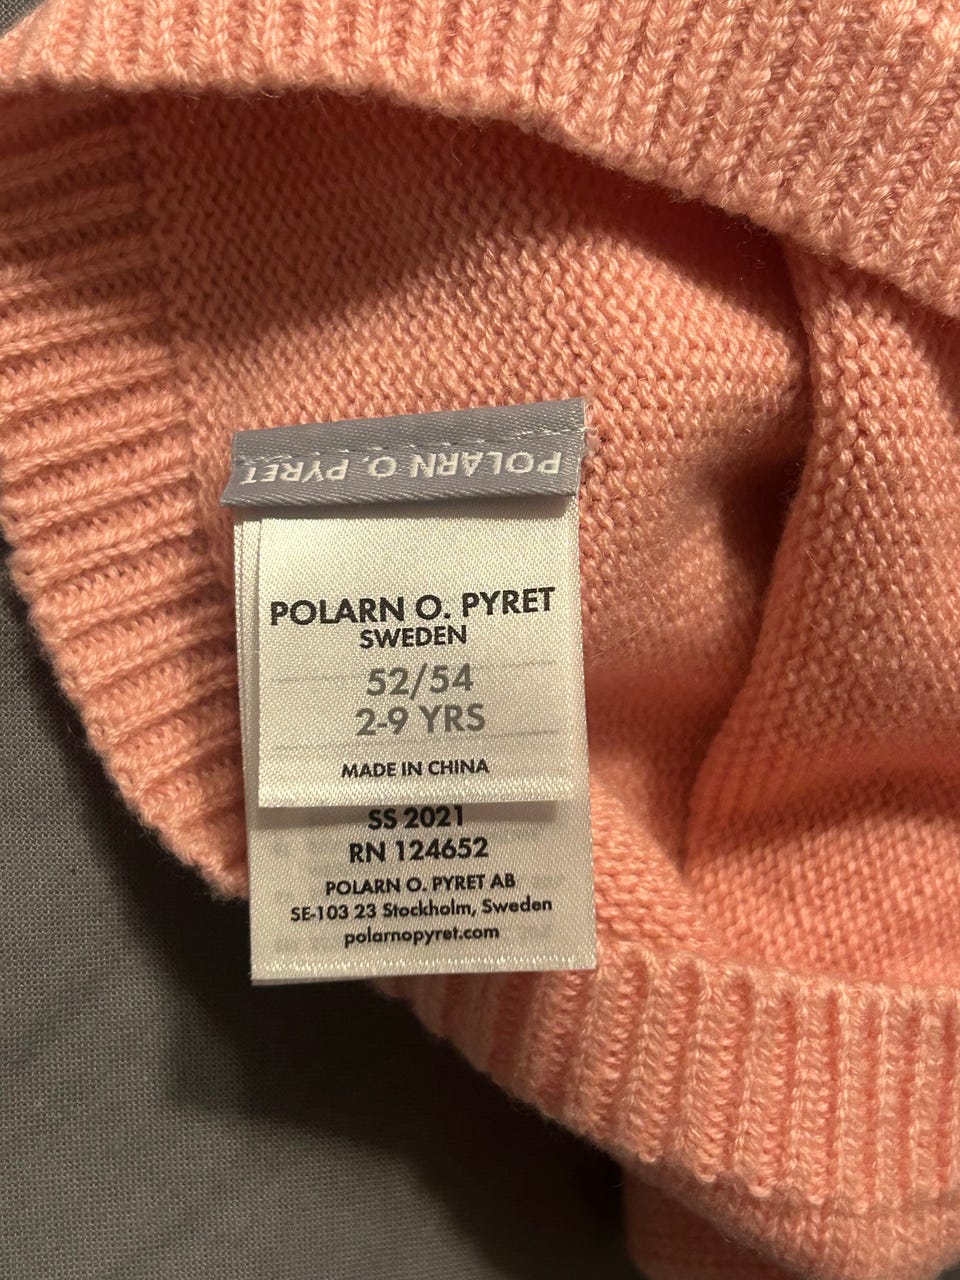 POLARN O. PYRET
POLARN O. PYRET
SWEDEN
52/54
2-9 YRS
MADE IN CHINA
SS 2021
RN 124652
POLARN O. PYRET AB
SE-103 23 Stockholm, Sweden
polarnopyret.com